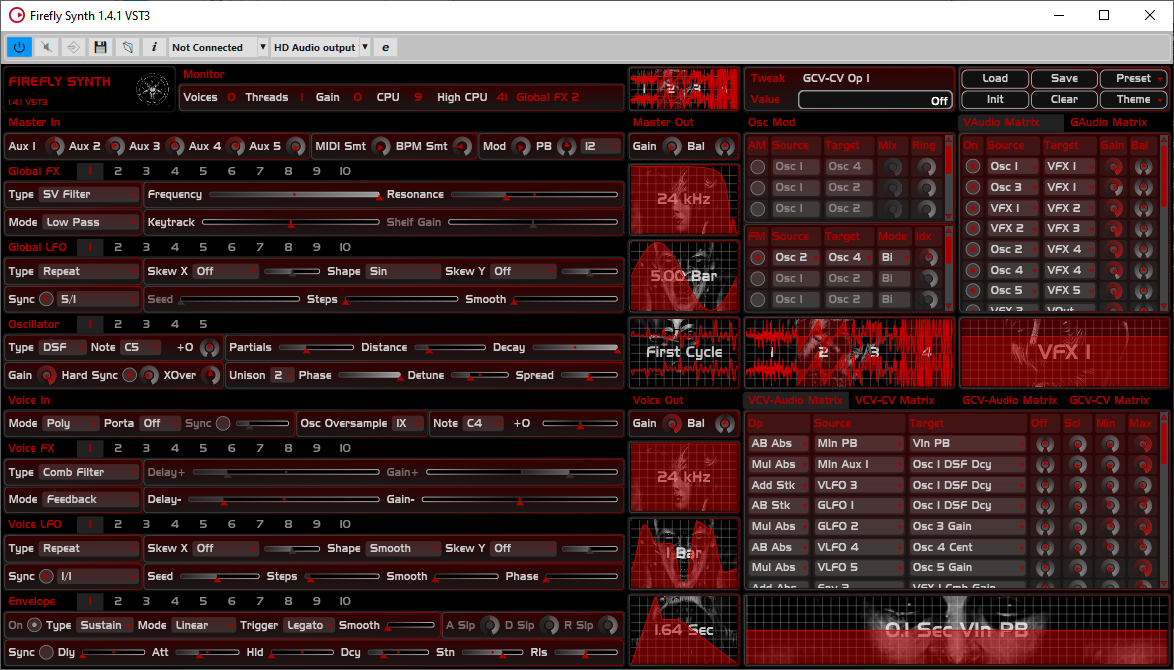 Firefly Synth 1.4.1 VST3
Not Connected HD Audio output e
FIREFLY SYNTH
1.4.1 VST3
Monitor
Voices 0 Threads 1 Gain 0 CPU 9 High CPU 41 Global FX 2
1 2 3 4
Tweak GCV-CV Op 1
Value Off
Load Save Preset
Init Clear Theme
Master In
Aux 1 Aux 2 Aux 3 Aux 4 Aux 5 MIDI Smt BPM Smt Mod PB 12
Master Out
Gain Bal
Global FX 1 2 3 4 5 6 7 8 9 10
Type SV Filter Frequency Resonance
Mode Low Pass Keytrack Shelf Gain
24 kHz
Global LFO 1 2 3 4 5 6 7 8 9 10
Type Repeat Skew X Off Shape Sin Skew Y Off
Sync 5/1 Seed Steps Smooth
5.00 Bar
Osc Mod
AM Source Target Mix Ring
Osc 1 Osc 4
Osc 1 Osc 2
Osc 1 Osc 2
FM Source Target Mode Idx
Osc 2 Osc 4 Bi
Osc 1 Osc 2 Bi
Osc 1 Osc 2 Bi
VAudio Matrix GAudio Matrix
On Source Target Gain Bal
Osc 1 VFX 1
Osc 3 VFX 1
VFX 1 VFX 2
VFX 2 VFX 3
Osc 2 VFX 4
Osc 4 VFX 4
Osc 5 VFX 5
VFX 3 VOut
Oscillator 1 2 3 4 5
Type DSF Note C5 +0 Partials Distance Decay
Gain Hard Sync XOver Unison 2 Phase Detune Spread
First Cycle
1 2 3 4
VFX 1
Voice In
Mode Poly Porta Off Sync Osc Oversample 1X Note C4 +0
Voice Out
Gain Bal
Voice FX 1 2 3 4 5 6 7 8 9 10
Type Comb Filter Delay+ Gain+
Mode Feedback Delay- Gain-
24 kHz
Voice LFO 1 2 3 4 5 6 7 8 9 10
Type Repeat Skew X Off Shape Smooth Skew Y Off
Sync 1/1 Seed Steps Smooth Phase
1 Bar
Envelope 1 2 3 4 5 6 7 8 9 10
On Type Sustain Mode Linear Trigger Legato Smooth A Slp D Slp R Slp
Sync Dly Att Hld Dcy Stn Rls
1.64 Sec
VCV-Audio Matrix VCV-CV Matrix GCV-Audio Matrix GCV-CV Matrix
Op Source Target Off Scl Min Max
AB Abs MIn PB VIn PB
Mul Abs MIn Aux 1 Osc 1 DSF Dcy
Add Stk VLFO 3 Osc 1 DSF Dcy
AB Stk GLFO 1 Osc 1 DSF Dcy
Mul Abs GLFO 2 Osc 3 Gain
AB Abs VLFO 4 Osc 4 Cent
Mul Abs VLFO 5 Osc 5 Gain
Add Abs Env 2 VFX 1 Cmb Gain
0.1 Sec VIn PB